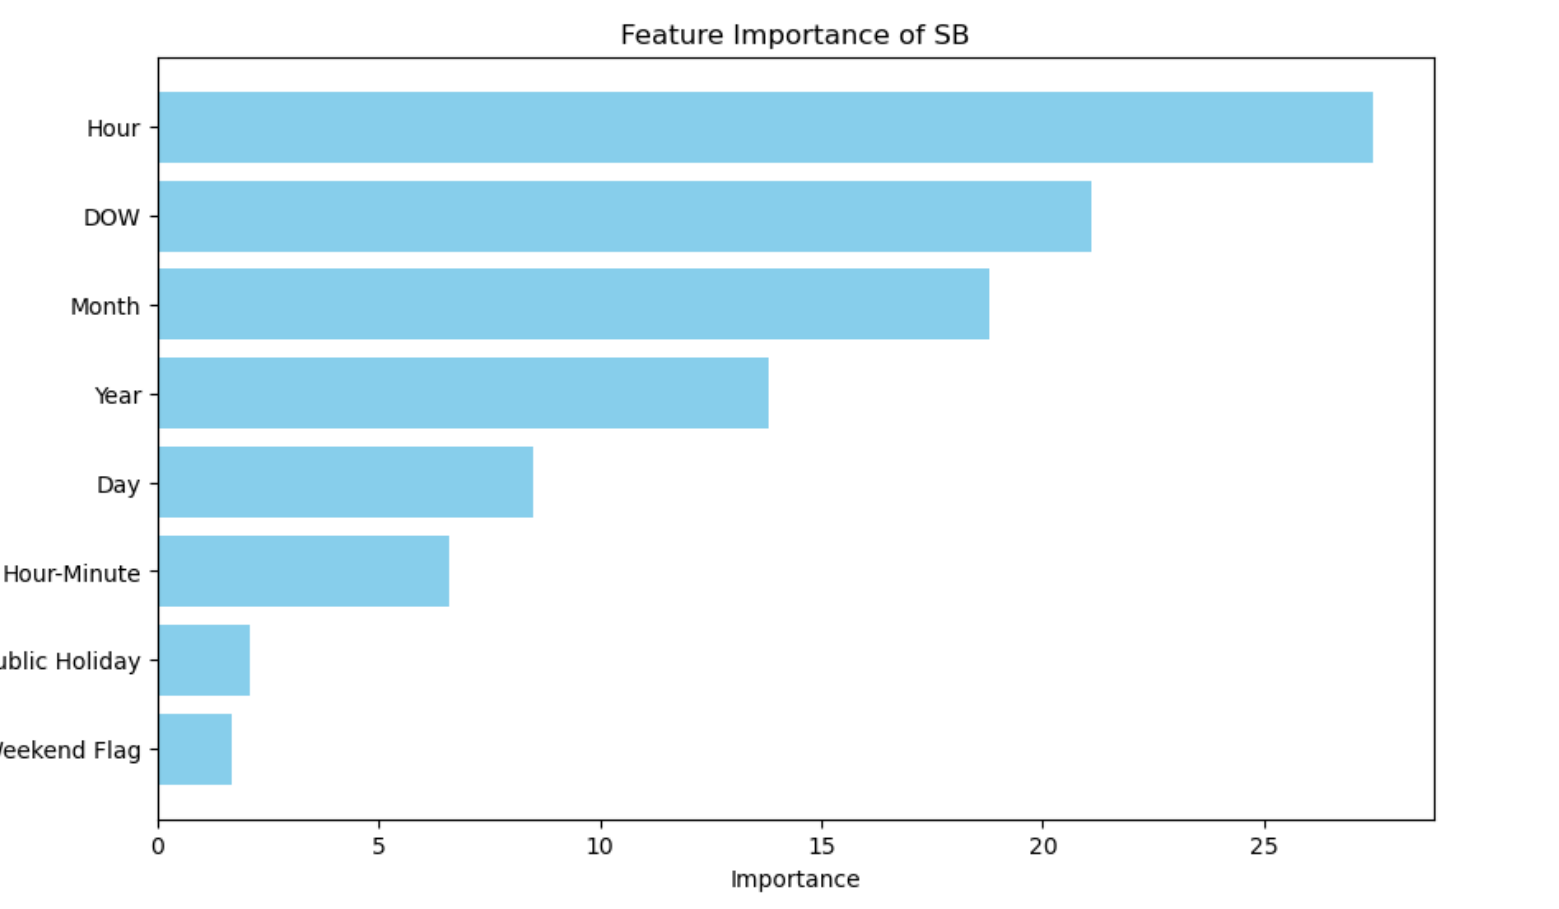 Feature Importance of SB
Hour
DOW
Month
Year
Day
Hour-Minute
ublic Holiday
eekend Flag
0 5 10 15 20 25
Importance